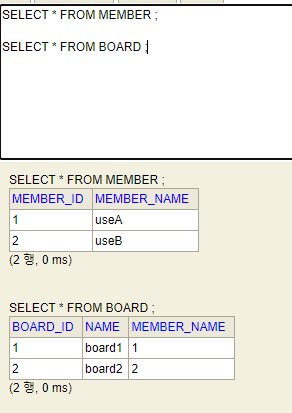 SELECT * FROM MEMBER ;
SELECT * FROM BOARD ;
SELECT * FROM MEMBER ;
MEMBER_ID MEMBER_NAME
1 useA
2 useB
(2 행, 0 ms)
SELECT * FROM BOARD ;
BOARD_ID NAME MEMBER_NAME
1 board1 1
2 board2 2
(2 행, 0 ms)